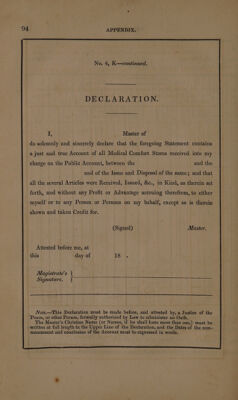 94 APPENDIX.
No. 4, K—continued.
DECLARATION.
I, Master of
do solemnly and sincerely declare that the foregoing Statement contains
a just and true Account of all Medical Comfort Stores received into my
charge on the Public Account, between the and the
and of the Issue and Disposal of the same; and that
all the several Articles were Received, Issued, &c., in Kind, as therein set
forth, and without any Profit or Advantage accruing therefrom, to either
myself or to any Person or Persons on my behalf, except as is therein
shown and taken Credit for.
(Signed) Master.
Attested before me, at
this day of 18 .
Magistrate's }
Signature. }
NOTE.—This Declaration must be made before, and attested by, a Justice of the
Peace, or other Person, formally authorized by Law to administer an Oath.
The Master's Christian Name (or Names, if he shall have more than one,) must be
written at full length in the Upper Line of the Declaration, and the Dates of the com-
mencement and conclusion of the Account must be expressed in words.